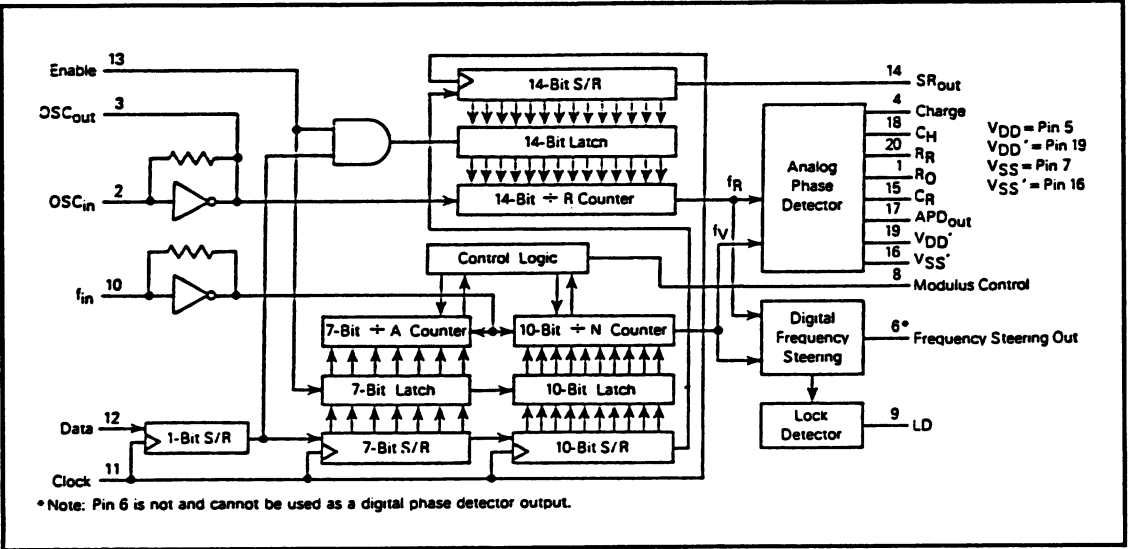 Enable 13
OSCout 3
OSCin 2
fin 10
Data 12
Clock 11
1-Bit S/R
14-Bit S/R
14-Bit Latch
14-Bit ÷ R Counter
Control Logic
7-Bit ÷ A Counter
10-Bit ÷ N Counter
7-Bit Latch
10-Bit Latch
7-Bit S/R
10-Bit S/R
fR
fV
Analog
Phase
Detector
Digital
Frequency
Steering
Lock
Detector
14 SRout
4 Charge
18 CH
20 RR
1 RO
15 CR
17 APDout
19 VDD'
16 VSS'
8 Modulus Control
6* Frequency Steering Out
9 LD
VDD = Pin 5
VDD' = Pin 19
VSS = Pin 7
VSS' = Pin 16
* Note: Pin 6 is not and cannot be used as a digital phase detector output.